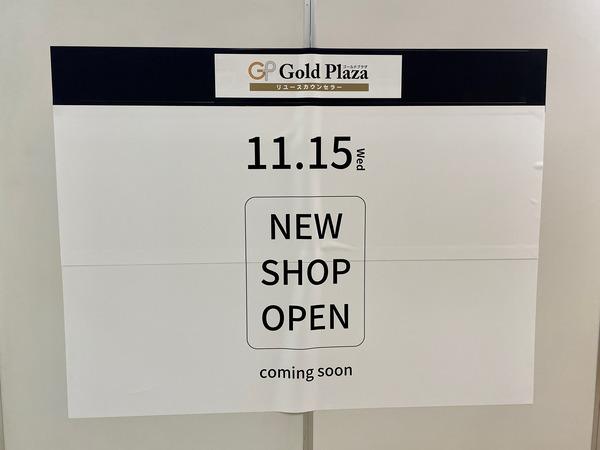 GP Gold Plaza
ゴールドプラザ
リユースカウンセラー
11.15 Wed
NEW
SHOP
OPEN
coming soon